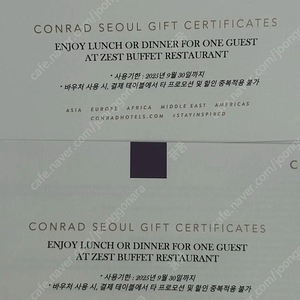 CONRAD SEOUL GIFT CERTIFICATES
ENJOY LUNCH OR DINNER FOR ONE GUEST
AT ZEST BUFFET RESTAURANT
* 사용기한 : 2025년 9월 30일까지
* 바우처 사용 시, 결제 테이블에서 타 프로모션 및 할인 중복적용 불가
ASIA EUROPE AFRICA MIDDLE EAST AMERICAS
CONRADHOTELS.COM #STAYINSPIRED
C
CONRAD SEOUL GIFT CERTIFICATES
ENJOY LUNCH OR DINNER FOR ONE GUEST
AT ZEST BUFFET RESTAURANT
* 사용기한 : 2025년 9월 30일까지
* 바우처 사용 시, 결제 테이블에서 타 프로모션 및 할인 중복적용 불가